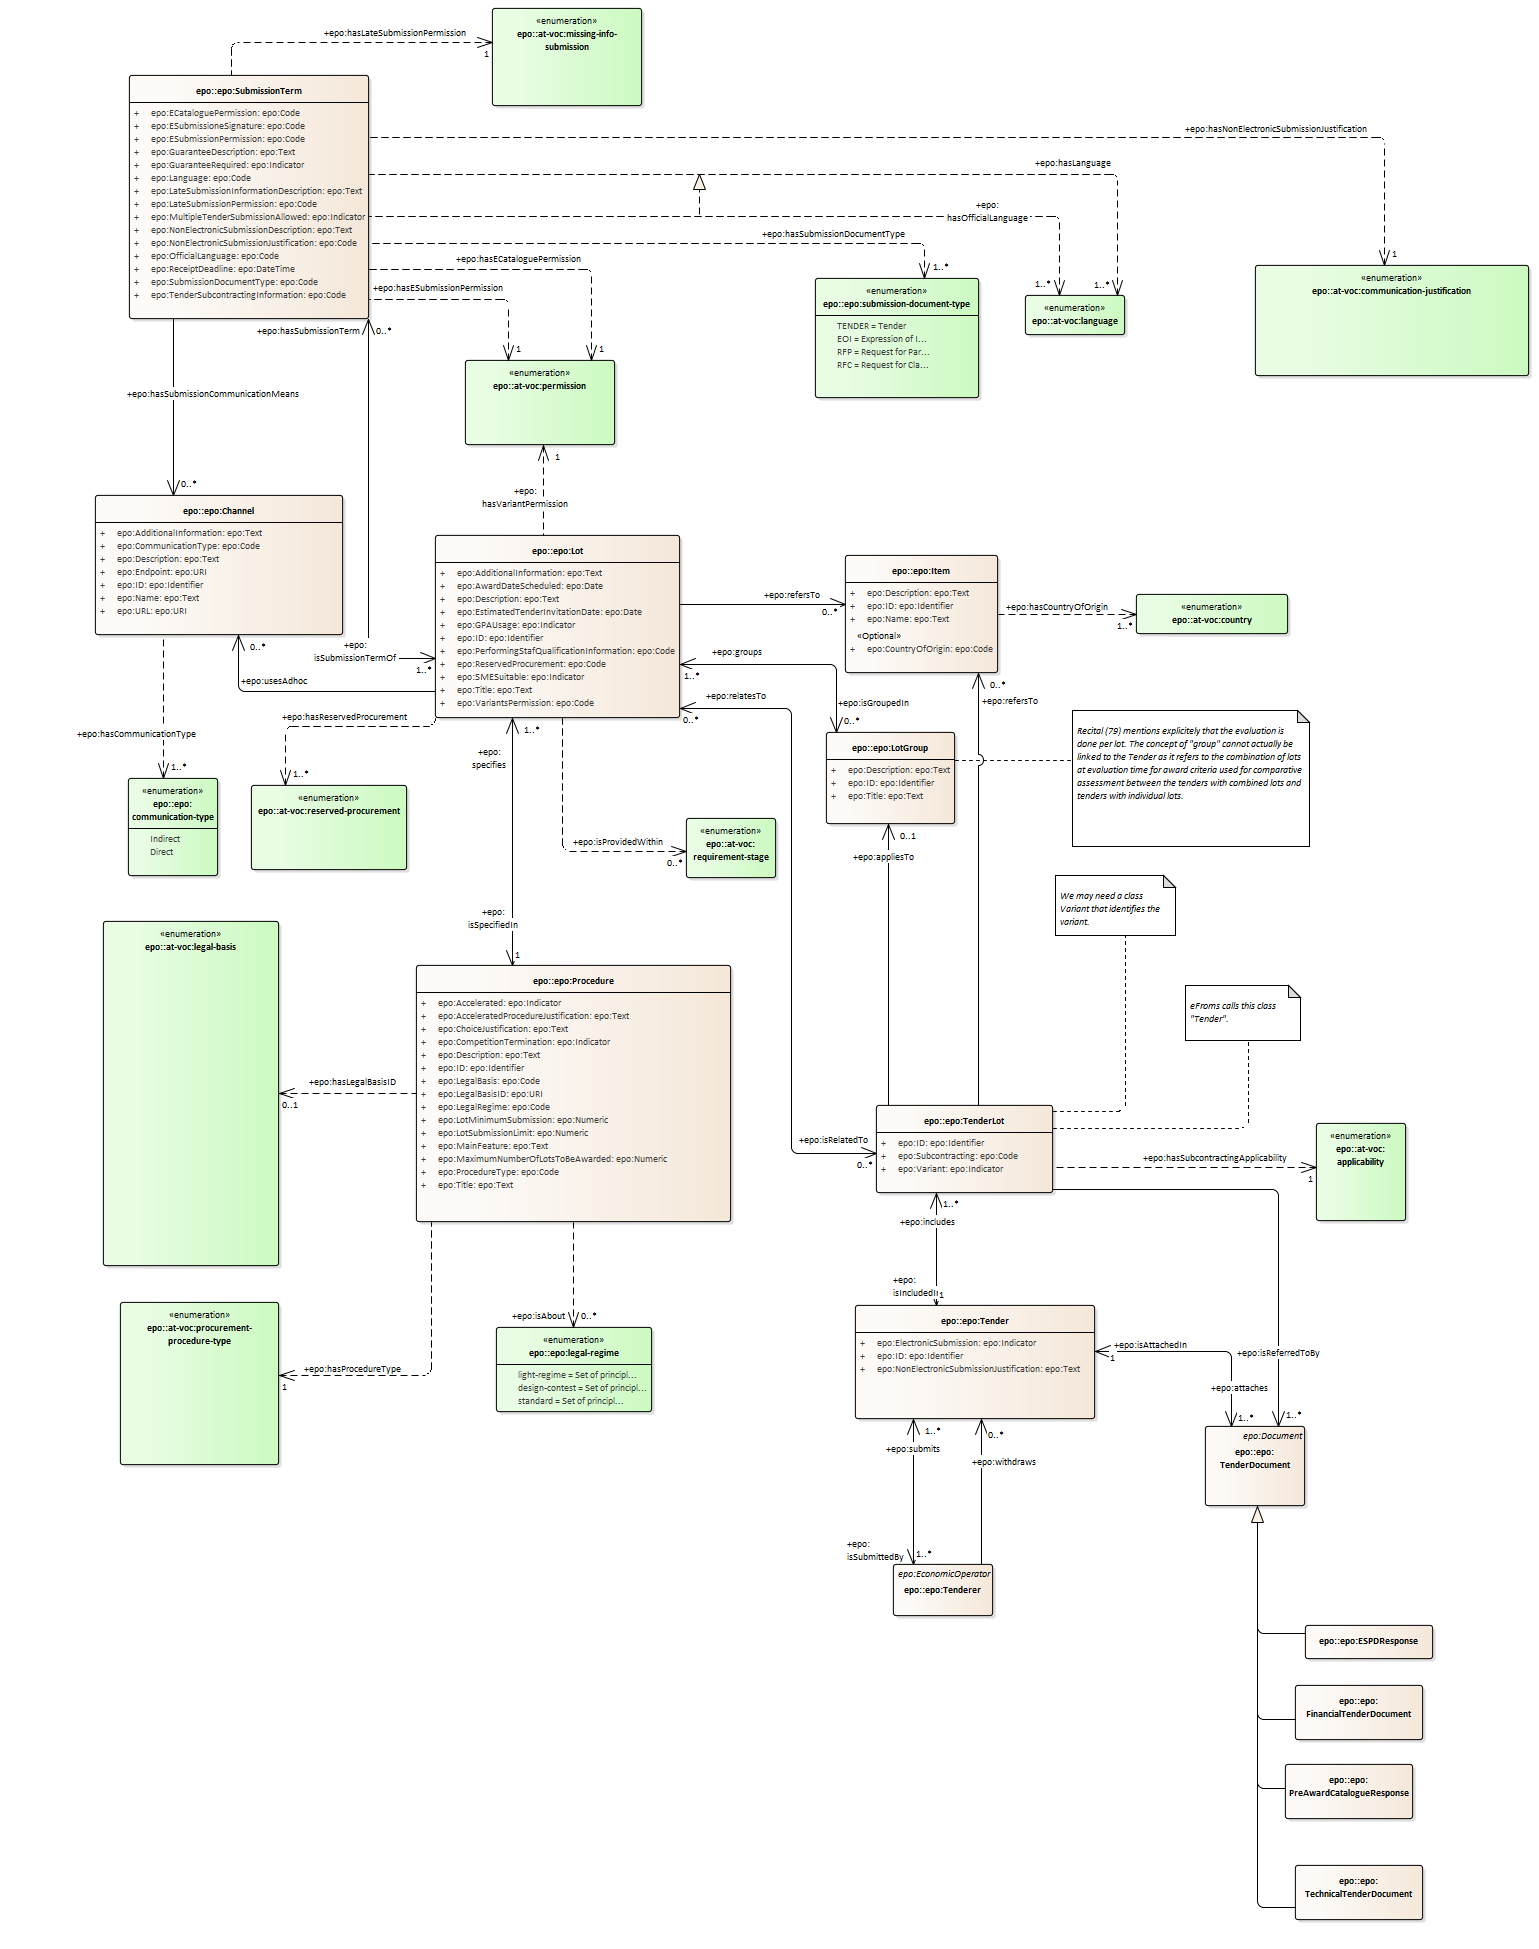 +epo:hasLateSubmissionPermission
1
«enumeration»
epo::at-voc:missing-info-
submission
epo::epo:SubmissionTerm
+ epo:ECataloguePermission: epo:Code
+ epo:ESubmissioneSignature: epo:Code
+ epo:ESubmissionPermission: epo:Code
+ epo:GuaranteeDescription: epo:Text
+ epo:GuaranteeRequired: epo:Indicator
+ epo:Language: epo:Code
+ epo:LateSubmissionInformationDescription: epo:Text
+ epo:LateSubmissionPermission: epo:Code
+ epo:MultipleTenderSubmissionAllowed: epo:Indicator
+ epo:NonElectronicSubmissionDescription: epo:Text
+ epo:NonElectronicSubmissionJustification: epo:Code
+ epo:OfficialLanguage: epo:Code
+ epo:ReceiptDeadline: epo:DateTime
+ epo:SubmissionDocumentType: epo:Code
+ epo:TenderSubcontractingInformation: epo:Code
+epo:hasNonElectronicSubmissionJustification
1
+epo:hasLanguage
1..*
+epo:
hasOfficialLanguage
1..*
+epo:hasSubmissionDocumentType
1..*
+epo:hasECataloguePermission
1
+epo:hasESubmissionPermission
1
«enumeration»
epo::at-voc:communication-justification
«enumeration»
epo::epo:submission-document-type
TENDER = Tender
EOI = Expression of I...
RFP = Request for Par...
RFC = Request for Cla...
«enumeration»
epo::at-voc:language
+epo:hasSubmissionTerm
0..*
«enumeration»
epo::at-voc:permission
+epo:hasSubmissionCommunicationMeans
0..*
1
+epo:
hasVariantPermission
epo::epo:Channel
+ epo:AdditionalInformation: epo:Text
+ epo:CommunicationType: epo:Code
+ epo:Description: epo:Text
+ epo:Endpoint: epo:URI
+ epo:ID: epo:Identifier
+ epo:Name: epo:Text
+ epo:URL: epo:URI
epo::epo:Lot
+ epo:AdditionalInformation: epo:Text
+ epo:AwardDateScheduled: epo:Date
+ epo:Description: epo:Text
+ epo:EstimatedTenderInvitationDate: epo:Date
+ epo:GPAUsage: epo:Indicator
+ epo:ID: epo:Identifier
+ epo:PerformingStafQualificationInformation: epo:Code
+ epo:ReservedProcurement: epo:Code
+ epo:SMESuitable: epo:Indicator
+ epo:Title: epo:Text
+ epo:VariantsPermission: epo:Code
+epo:refersTo
0..*
epo::epo:Item
+ epo:Description: epo:Text
+ epo:ID: epo:Identifier
+ epo:Name: epo:Text
«Optional»
+ epo:CountryOfOrigin: epo:Code
+epo:hasCountryOfOrigin
1..*
«enumeration»
epo::at-voc:country
0..*
+epo:
isSubmissionTermOf
1..*
+epo:usesAdhoc
+epo:groups
1..*
+epo:relatesTo
0..*
+epo:isGroupedIn
0..*
0..*
+epo:refersTo
+epo:hasReservedProcurement
1..*
+epo:hasCommunicationType
1..*
1..*
+epo:
specifies
epo::epo:LotGroup
+ epo:Description: epo:Text
+ epo:ID: epo:Identifier
+ epo:Title: epo:Text
Recital (79) mentions explicitly that the evaluation is
done per lot. The concept of "group" cannot actually be
linked to the Tender as it refers to the combination of lots
at evaluation time for award criteria used for comparative
assessment between the tenders with combined lots and
tenders with individual lots.
«enumeration»
epo::epo:
communication-type
Indirect
Direct
«enumeration»
epo::at-voc:reserved-procurement
+epo:isProvidedWithin
0..*
«enumeration»
epo::at-voc:
requirement-stage
0..1
+epo:appliesTo
We may need a class
Variant that identifies the
variant.
+epo:
isSpecifiedIn
1
«enumeration»
epo::at-voc:legal-basis
epo::epo:Procedure
+ epo:Accelerated: epo:Indicator
+ epo:AcceleratedProcedureJustification: epo:Text
+ epo:ChoiceJustification: epo:Text
+ epo:CompetitionTermination: epo:Indicator
+ epo:Description: epo:Text
+ epo:ID: epo:Identifier
+ epo:LegalBasis: epo:Code
+ epo:LegalBasisID: epo:URI
+ epo:LegalRegime: epo:Code
+ epo:LotMinimumSubmission: epo:Numeric
+ epo:LotSubmissionLimit: epo:Numeric
+ epo:MainFeature: epo:Text
+ epo:MaximumNumberOfLotsToBeAwarded: epo:Numeric
+ epo:ProcedureType: epo:Code
+ epo:Title: epo:Text
eFroms calls this class
"Tender".
+epo:hasLegalBasisID
0..1
epo::epo:TenderLot
+ epo:ID: epo:Identifier
+ epo:Subcontracting: epo:Code
+ epo:Variant: epo:Indicator
+epo:isRelatedTo
0..*
+epo:hasSubcontractingApplicability
1
«enumeration»
epo::at-voc:
applicability
1..*
+epo:includes
+epo:
isIncludedIn
1
«enumeration»
epo::at-voc:procurement-
procedure-type
+epo:hasProcedureType
1
+epo:isAbout
0..*
«enumeration»
epo::epo:legal-regime
light-regime = Set of principl...
design-contest = Set of principl...
standard = Set of principl...
epo::epo:Tender
+ epo:ElectronicSubmission: epo:Indicator
+ epo:ID: epo:Identifier
+ epo:NonElectronicSubmissionJustification: epo:Text
+epo:isAttachedIn
1
+epo:isReferredToBy
1..*
+epo:attaches
1..*
epo:Document
epo::epo:
TenderDocument
1..*
+epo:submits
0..*
+epo:withdraws
+epo:
isSubmittedBy
1..*
epo:EconomicOperator
epo::epo:Tenderer
epo::epo:ESPDResponse
epo::epo:
FinancialTenderDocument
epo::epo:
PreAwardCatalogueResponse
epo::epo:
TechnicalTenderDocument